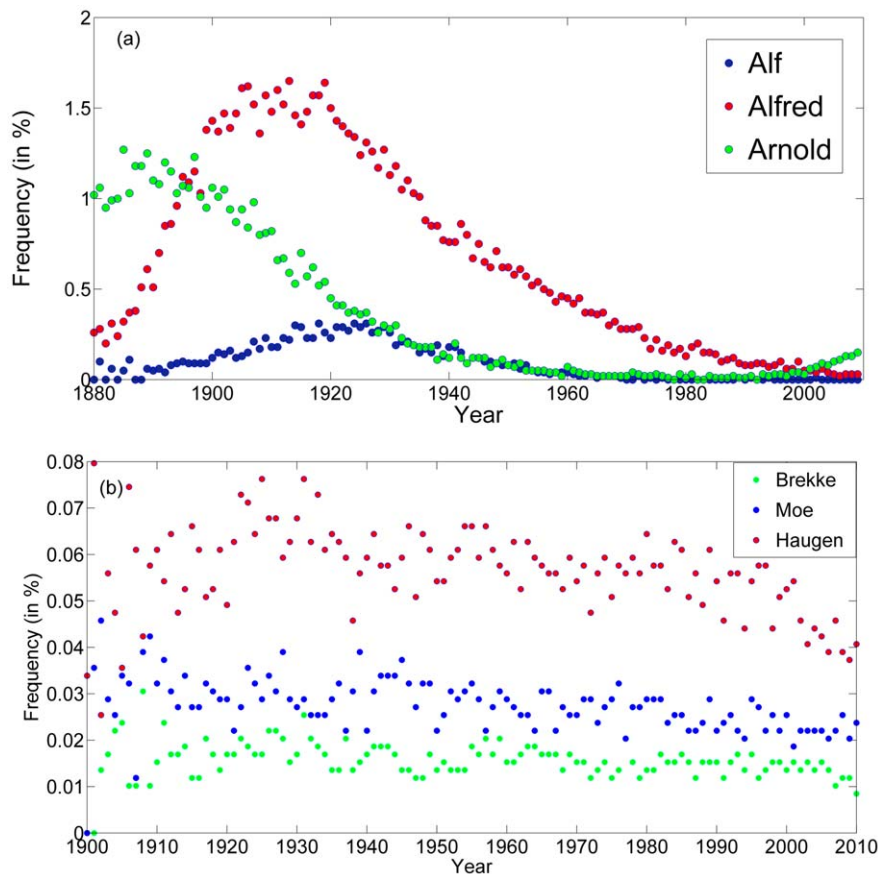 2
(a)
Alf
Alfred
Arnold
1.5
1
0.5
0
Frequency (in %)
1880 1900 1920 1940 1960 1980 2000
Year
0.08
(b)
Brekke
Moe
Haugen
0.07
0.06
0.05
0.04
0.03
0.02
0.01
0
Frequency (in %)
1900 1910 1920 1930 1940 1950 1960 1970 1980 1990 2000 2010
Year